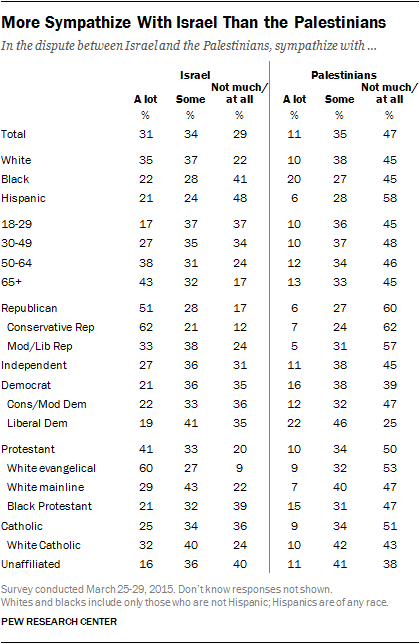 More Sympathize With Israel Than the Palestinians
In the dispute between Israel and the Palestinians, sympathize with ...
Israel Palestinians
A lot Some Not much/ at all A lot Some Not much/ at all
% % % % % %
Total 31 34 29 11 35 47
White 35 37 22 10 38 45
Black 22 28 41 20 27 45
Hispanic 21 24 48 6 28 58
18-29 17 37 37 10 36 45
30-49 27 35 34 10 37 48
50-64 38 31 24 12 34 46
65+ 43 32 17 13 33 45
Republican 51 28 17 6 27 60
Conservative Rep 62 21 12 7 24 62
Mod/Lib Rep 33 38 24 5 31 57
Independent 27 36 31 11 38 45
Democrat 21 36 35 16 38 39
Cons/Mod Dem 22 33 36 12 32 47
Liberal Dem 19 41 35 22 46 25
Protestant 41 33 20 10 34 50
White evangelical 60 27 9 9 32 53
White mainline 29 43 22 7 40 47
Black Protestant 21 32 39 15 31 47
Catholic 25 34 36 9 34 51
White Catholic 32 40 24 10 42 43
Unaffiliated 16 36 40 11 41 38
Survey conducted March 25-29, 2015. Don't know responses not shown.
Whites and blacks include only those who are not Hispanic; Hispanics are of any race.
PEW RESEARCH CENTER